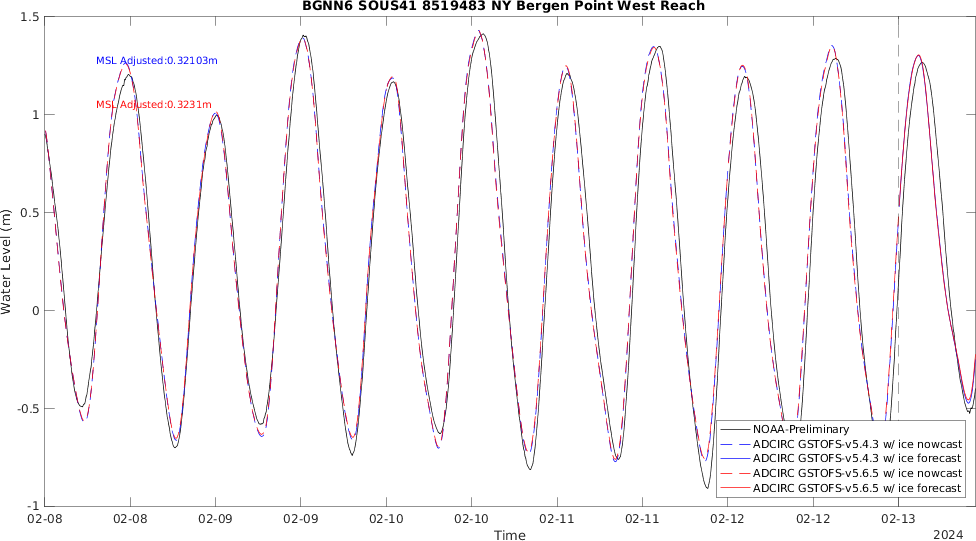 BGNN6 SOUS41 8519483 NY Bergen Point West Reach
1.5
1
0.5
0
-0.5
-1
Water Level (m)
MSL Adjusted:0.32103m
MSL Adjusted:0.3231m
NOAA-Preliminary
ADCIRC GSTOFS-v5.4.3 w/ ice nowcast
ADCIRC GSTOFS-v5.4.3 w/ ice forecast
ADCIRC GSTOFS-v5.6.5 w/ ice nowcast
ADCIRC GSTOFS-v5.6.5 w/ ice forecast
02-08 02-08 02-09 02-09 02-10 02-10 02-11 02-11 02-12 02-12 02-13
Time
2024